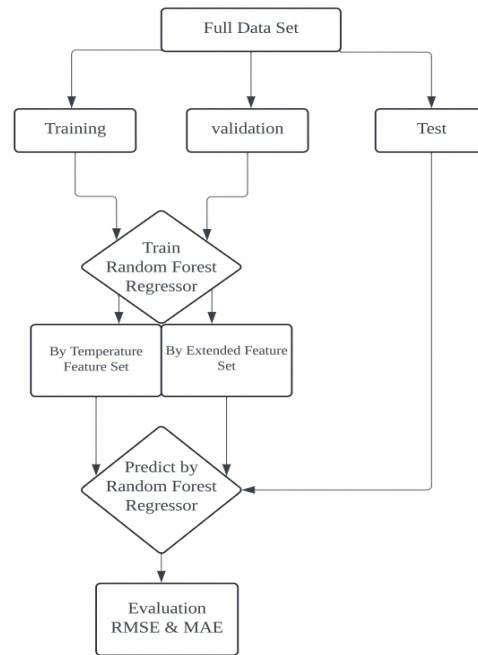 Full Data Set
Training
validation
Test
Train
Random Forest
Regressor
By Temperature
Feature Set
By Extended Feature
Set
Predict by
Random Forest
Regressor
Evaluation
RMSE & MAE